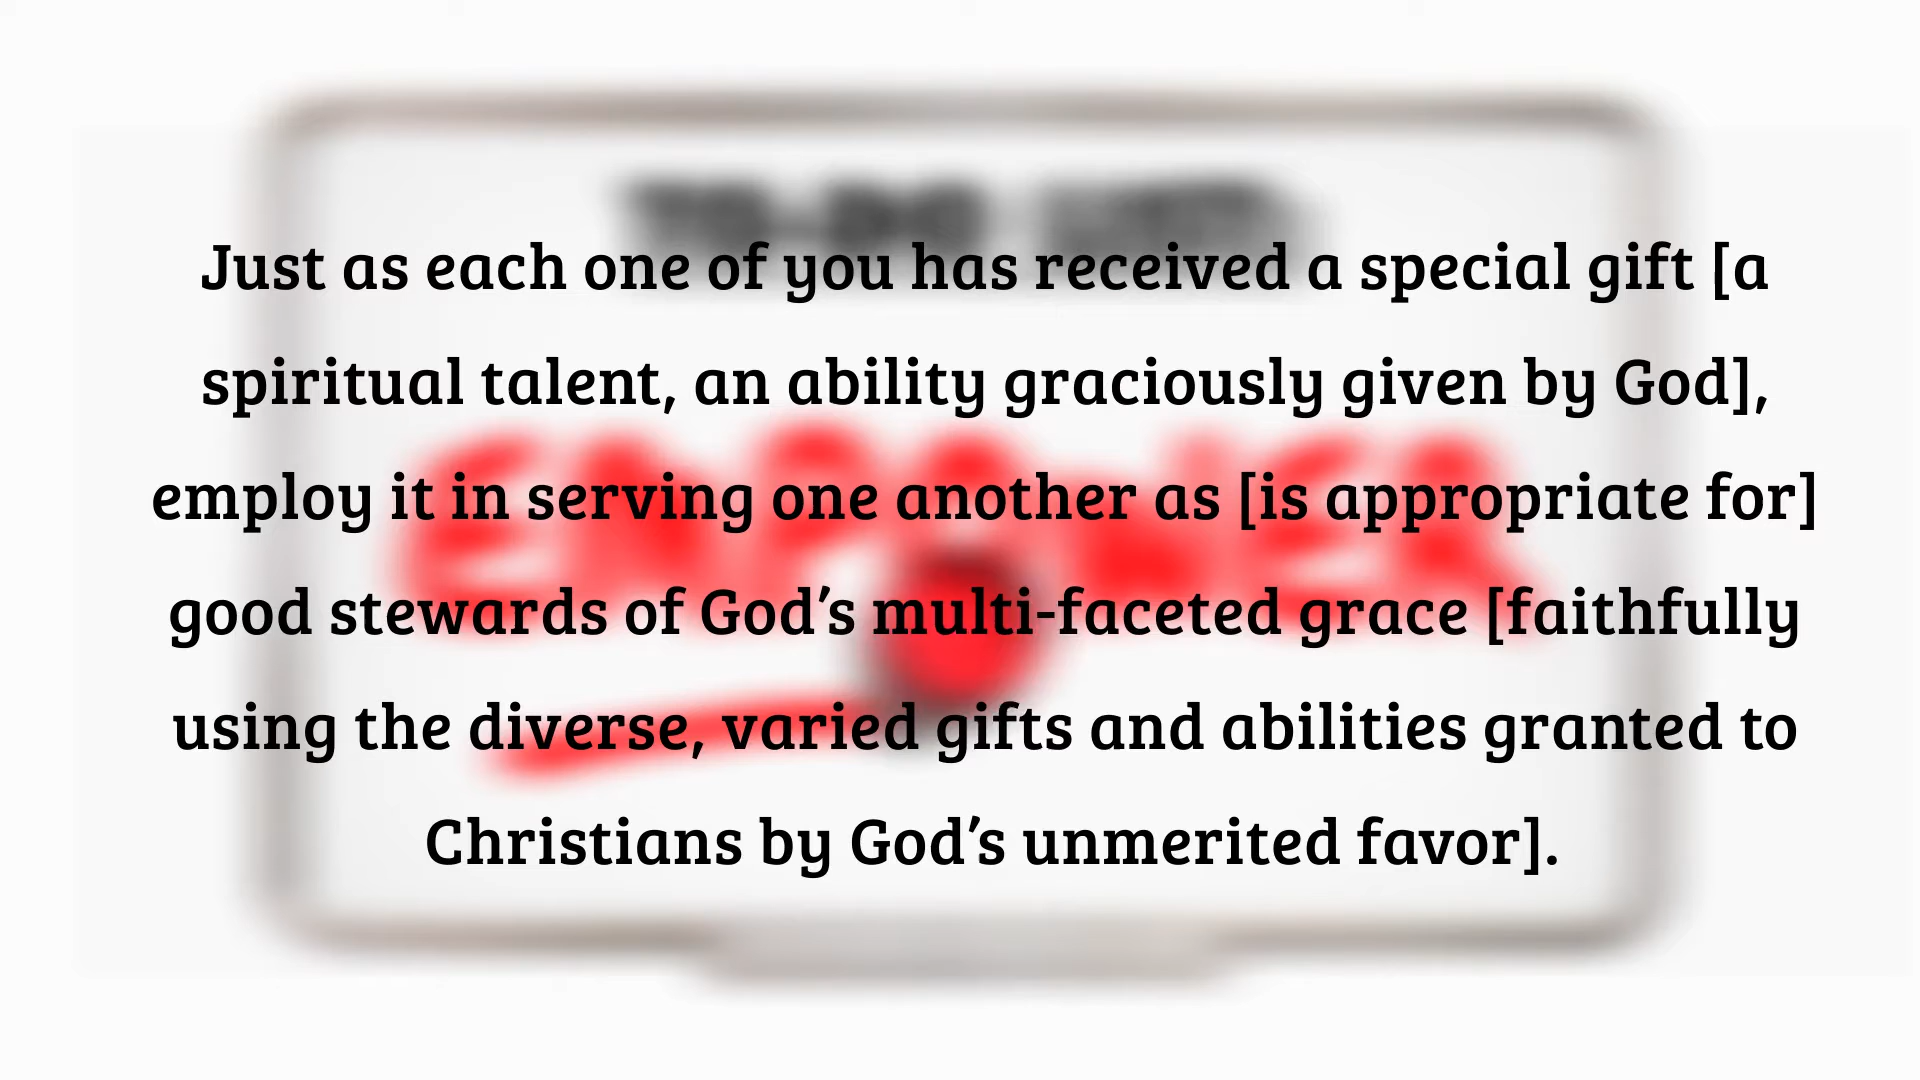 Just as each one of you has received a special gift [a
spiritual talent, an ability graciously given by God],
employ it in serving one another as [is appropriate for]
good stewards of God’s multi-faceted grace [faithfully
using the diverse, varied gifts and abilities granted to
Christians by God’s unmerited favor].